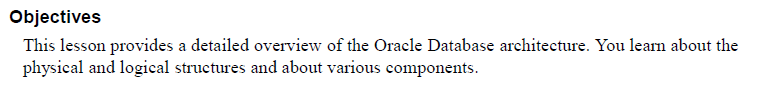 Objectives
This lesson provides a detailed overview of the Oracle Database architecture. You learn about the
physical and logical structures and about various components.